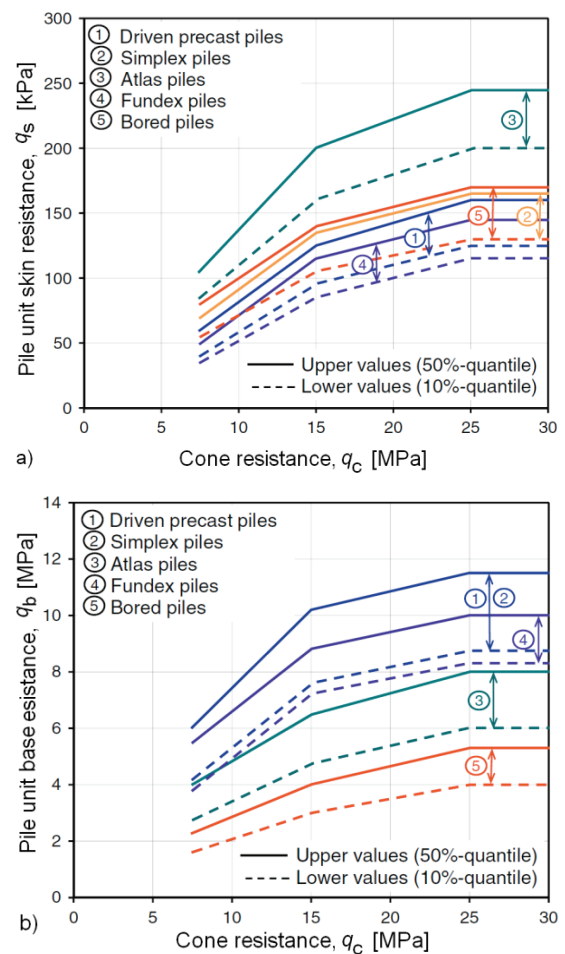 300
① Driven precast piles
② Simplex piles
③ Atlas piles
④ Fundex piles
⑤ Bored piles
250
200
150
100
50
0
③
⑤
②
①
④
Upper values (50%-quantile)
Lower values (10%-quantile)
Pile unit skin resistance, qs [kPa]
0 5 10 15 20 25 30
a) Cone resistance, qc [MPa]
14
① Driven precast piles
② Simplex piles
③ Atlas piles
④ Fundex piles
⑤ Bored piles
12
10
8
6
4
2
0
① ②
④
③
⑤
Upper values (50%-quantile)
Lower values (10%-quantile)
Pile unit base esistance, qb [MPa]
0 5 10 15 20 25 30
b) Cone resistance, qc [MPa]